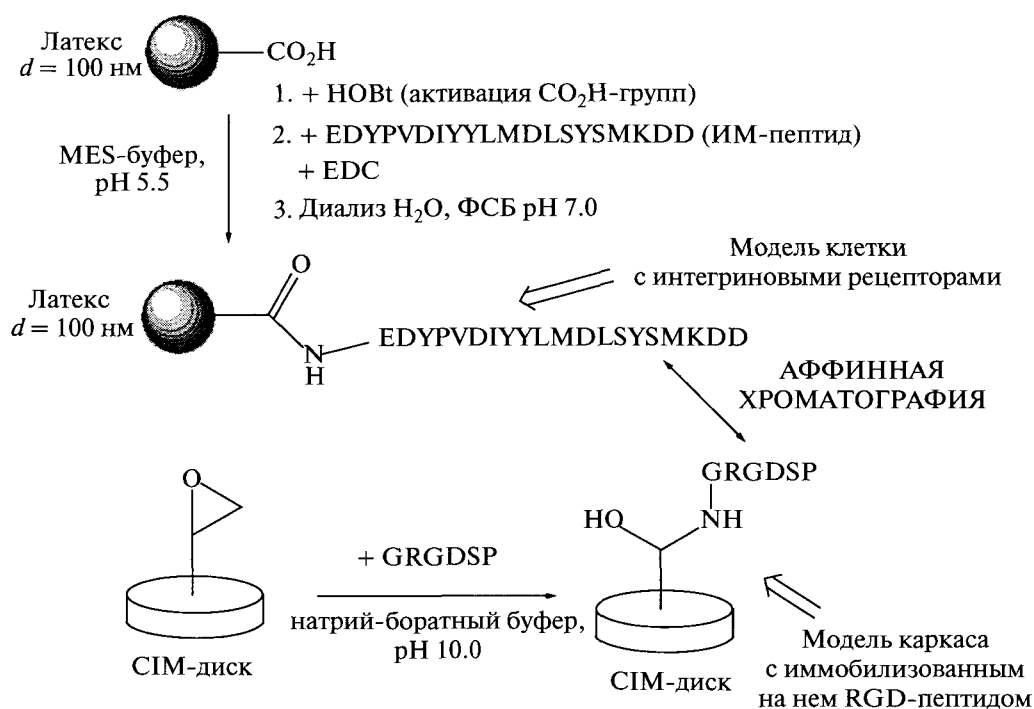 Латекс
d = 100 нм
CO₂H
1. + HOBt (активация CO₂H-групп)
2. + EDYPVDIYYLMDLSYSMKDD (ИМ-пептид)
+ EDC
3. Диализ H₂O, ФСБ pH 7.0
MES-буфер,
pH 5.5
Модель клетки
с интегриновыми рецепторами
Латекс
d = 100 нм
O
N
H
EDYPVDIYYLMDLSYSMKDD
АФФИННАЯ
ХРОМАТОГРАФИЯ
GRGDSP
O
HO
NH
+ GRGDSP
натрий-боратный буфер,
pH 10.0
CIM-диск
CIM-диск
Модель каркаса
с иммобилизованным
на нем RGD-пептидом